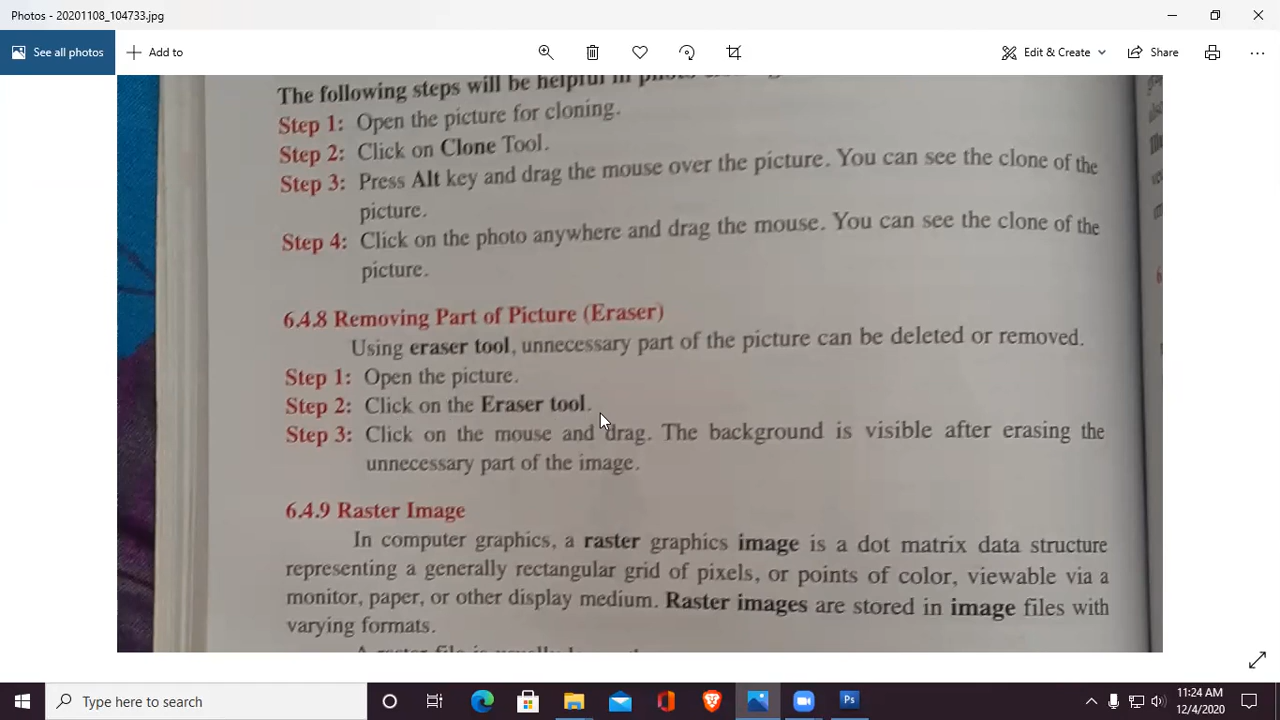 Photos - 20201108_104733.jpg
See all photos
Add to
Edit & Create
Share
The following steps will be helpful in
Step 1: Open the picture for cloning.
Step 2: Click on Clone Tool.
Step 3: Press Alt key and drag the mouse over the picture. You can see the clone of the
picture.
Step 4: Click on the photo anywhere and drag the mouse. You can see the clone of the
picture.
6.4.8 Removing Part of Picture (Eraser)
Using eraser tool, unnecessary part of the picture can be deleted or removed.
Step 1: Open the picture.
Step 2: Click on the Eraser tool.
Step 3: Click on the mouse and drag. The background is visible after erasing the
unnecessary part of the image.
6.4.9 Raster Image
In computer graphics, a raster graphics image is a dot matrix data structure
representing a generally rectangular grid of pixels, or points of color, viewable via a
monitor, paper, or other display medium. Raster images are stored in image files with
varying formats.
A raster file is usually
Type here to search
Ps
11:24 AM
12/4/2020